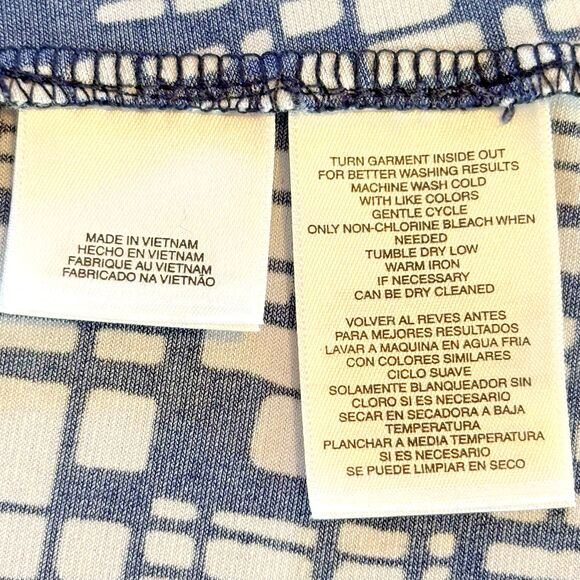 MADE IN VIETNAM
HECHO EN VIETNAM
FABRIQUE AU VIETNAM
FABRICADO NA VIETNÃO
TURN GARMENT INSIDE OUT
FOR BETTER WASHING RESULTS
MACHINE WASH COLD
WITH LIKE COLORS
GENTLE CYCLE
ONLY NON-CHLORINE BLEACH WHEN
NEEDED
TUMBLE DRY LOW
WARM IRON
IF NECESSARY
CAN BE DRY CLEANED
VOLVER AL REVES ANTES
PARA MEJORES RESULTADOS
LAVAR A MAQUINA EN AGUA FRIA
CON COLORES SIMILARES
CICLO SUAVE
SOLAMENTE BLANQUEADOR SIN
CLORO SI ES NECESARIO
SECAR EN SECADORA A BAJA
TEMPERATURA
PLANCHAR A MEDIA TEMPERATURA
SI ES NECESARIO
SE PUEDE LIMPIAR EN SECO